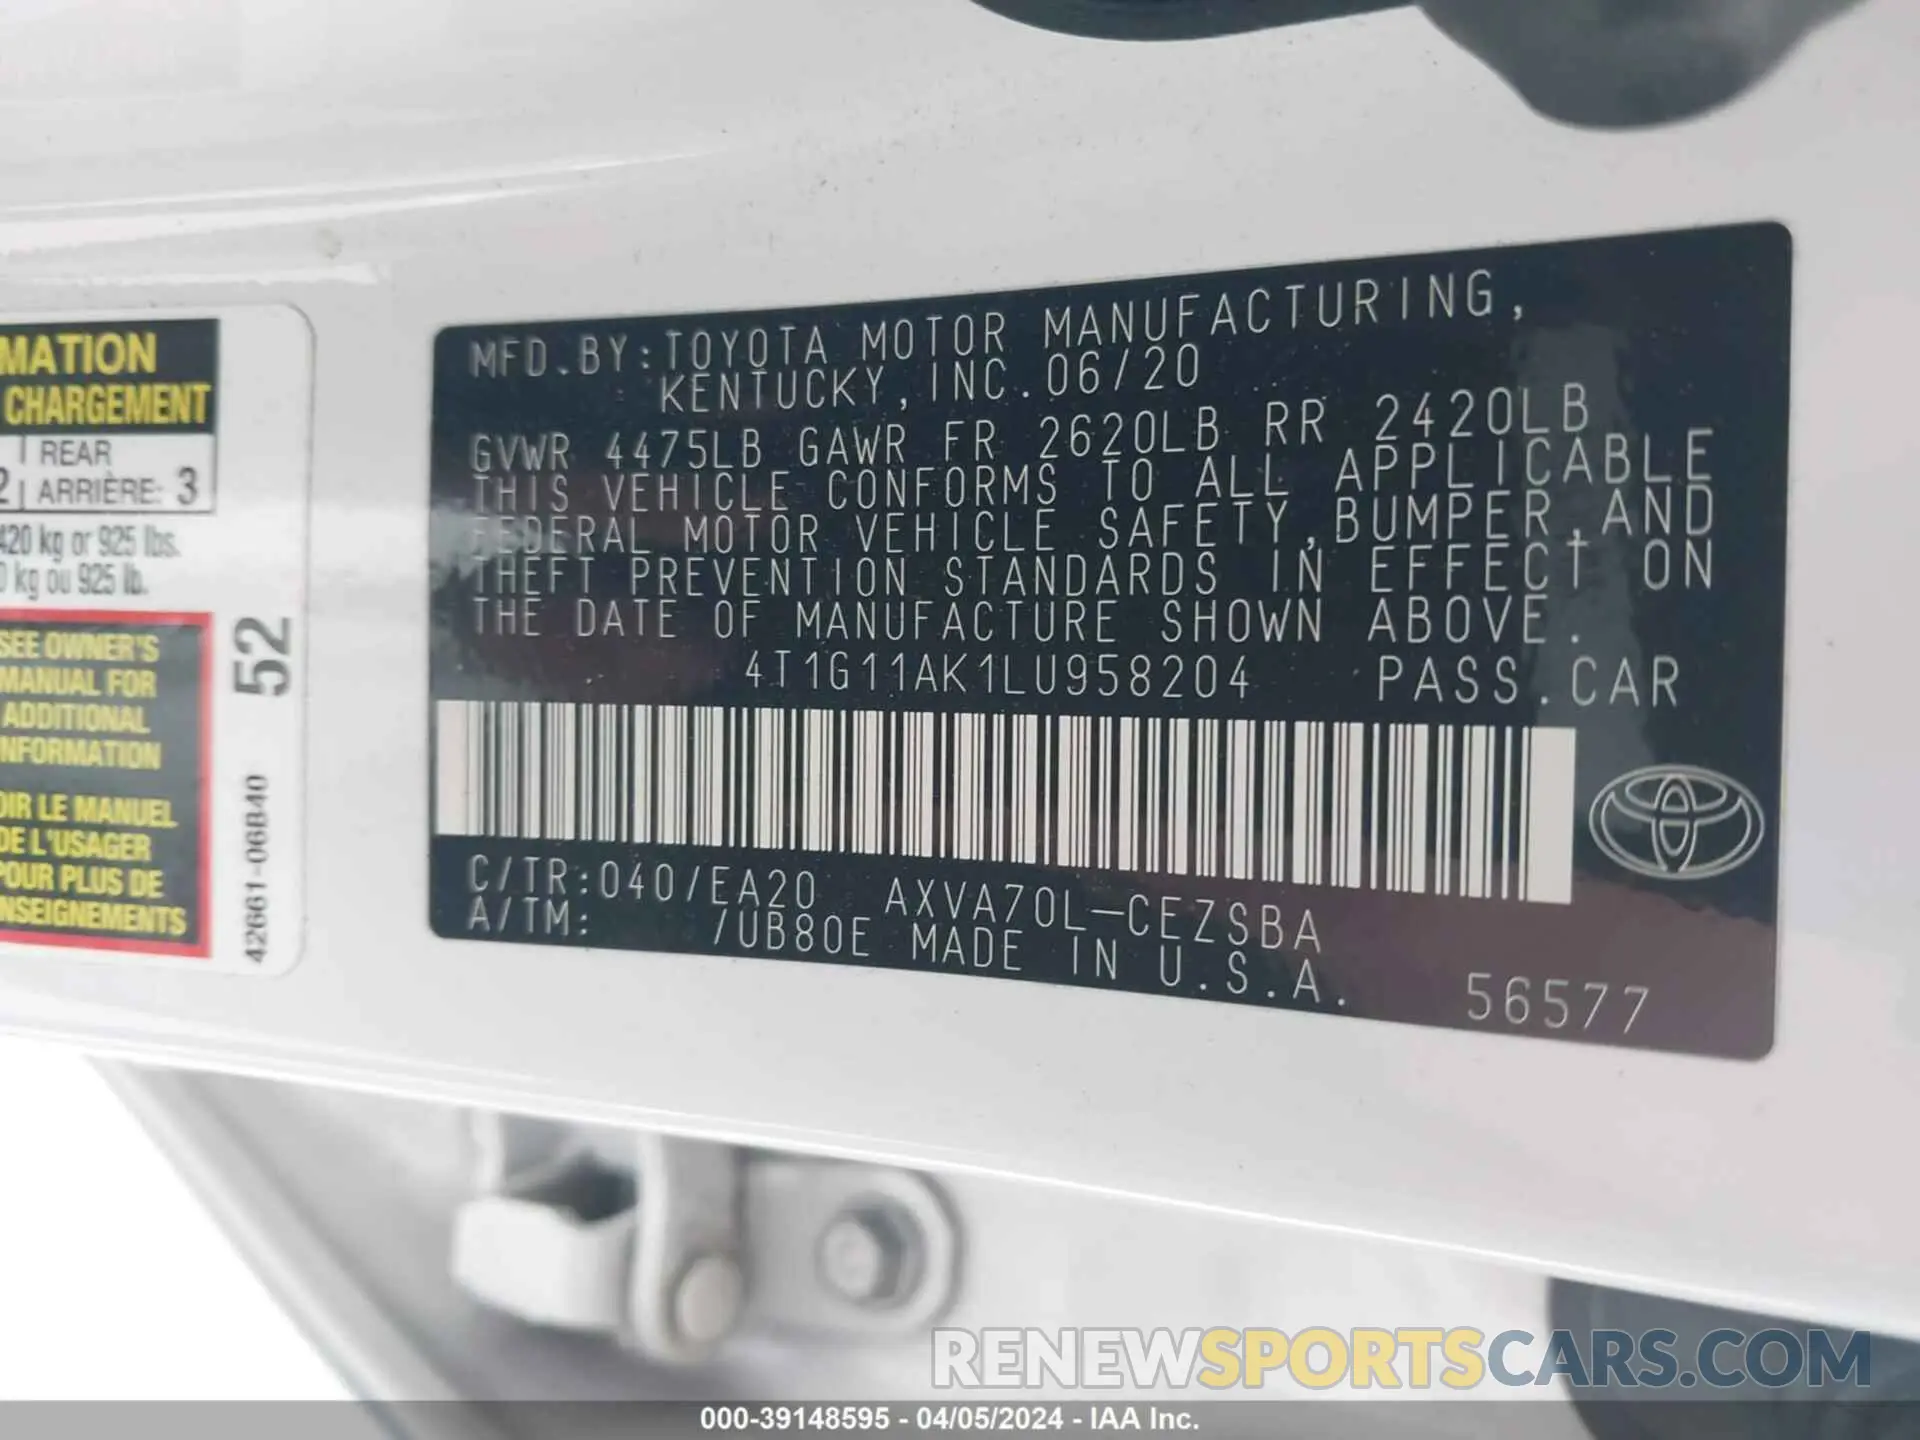 MATION
CHARGEMENT
REAR
2 ARRIÈRE: 3
420 kg or 925 lbs.
0 kg ou 925 lb.
SEE OWNER'S
MANUAL FOR
ADDITIONAL
INFORMATION
OIR LE MANUEL
DE L'USAGER
POUR PLUS DE
NSEIGNEMENTS
52
42661-06B40
MFD.BY:TOYOTA MOTOR MANUFACTURING,
KENTUCKY,INC.06/20
GVWR 4475LB GAWR FR 2620LB RR 2420LB
THIS VEHICLE CONFORMS TO ALL APPLICABLE
FEDERAL MOTOR VEHICLE SAFETY,BUMPER,AND
THEFT PREVENTION STANDARDS IN EFFECT ON
THE DATE OF MANUFACTURE SHOWN ABOVE.
4T1G11AK1LU958204 PASS.CAR
C/TR:040/EA20 AXVA70L-CEZSBA
A/TM: /UB80E MADE IN U.S.A.
56577
RENEWSPORTSCARS.COM
000-39148595 - 04/05/2024 - IAA Inc.